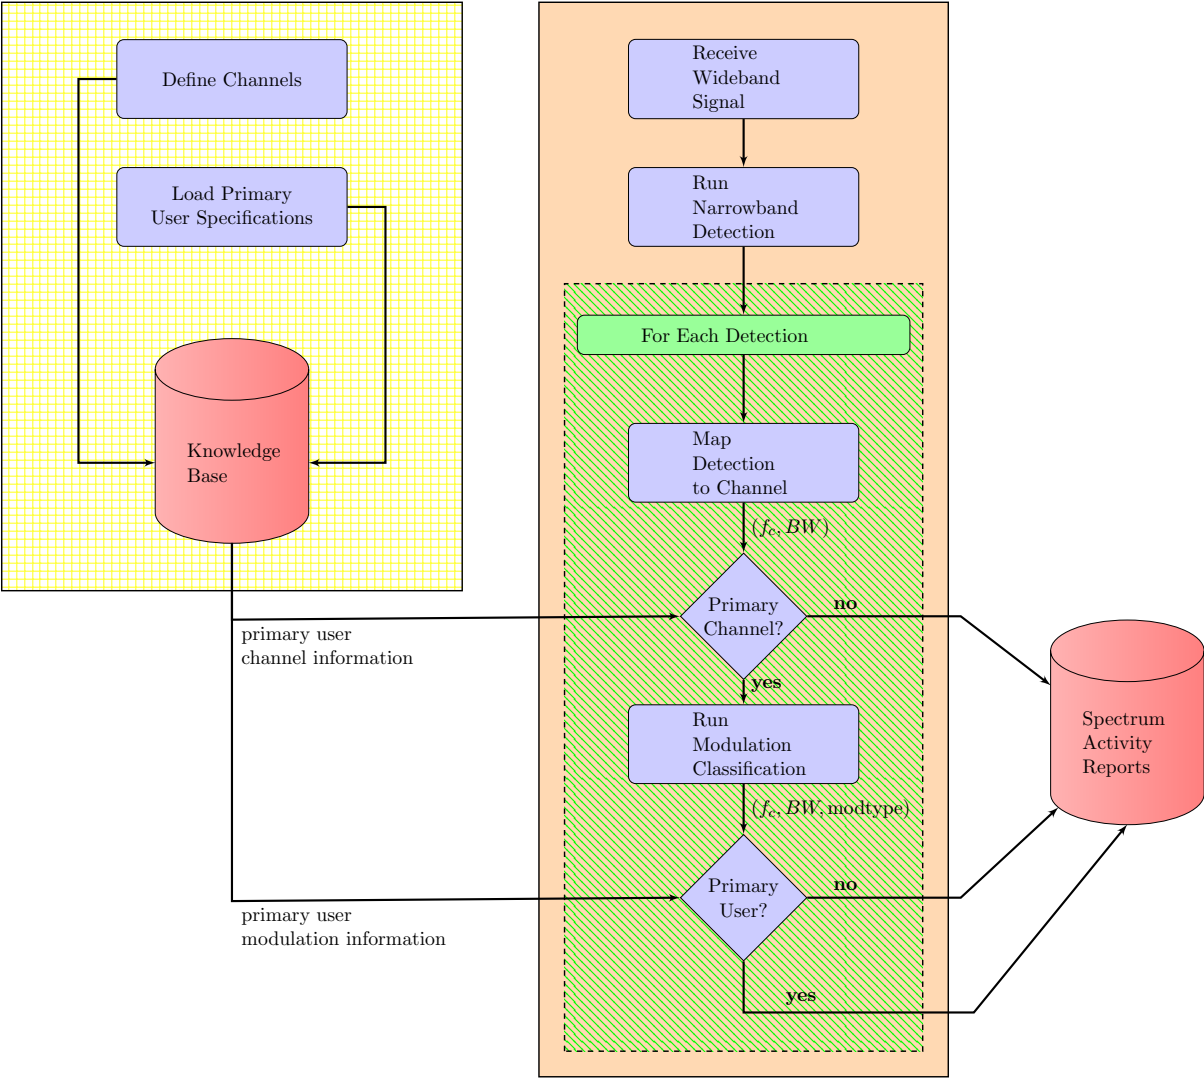 Define Channels
Load Primary
User Specifications
Knowledge
Base
primary user
channel information
primary user
modulation information
Receive
Wideband
Signal
Run
Narrowband
Detection
For Each Detection
Map
Detection
to Channel
(f_c, BW)
Primary
Channel?
no
yes
Run
Modulation
Classification
(f_c, BW, modtype)
Primary
User?
no
yes
Spectrum
Activity
Reports